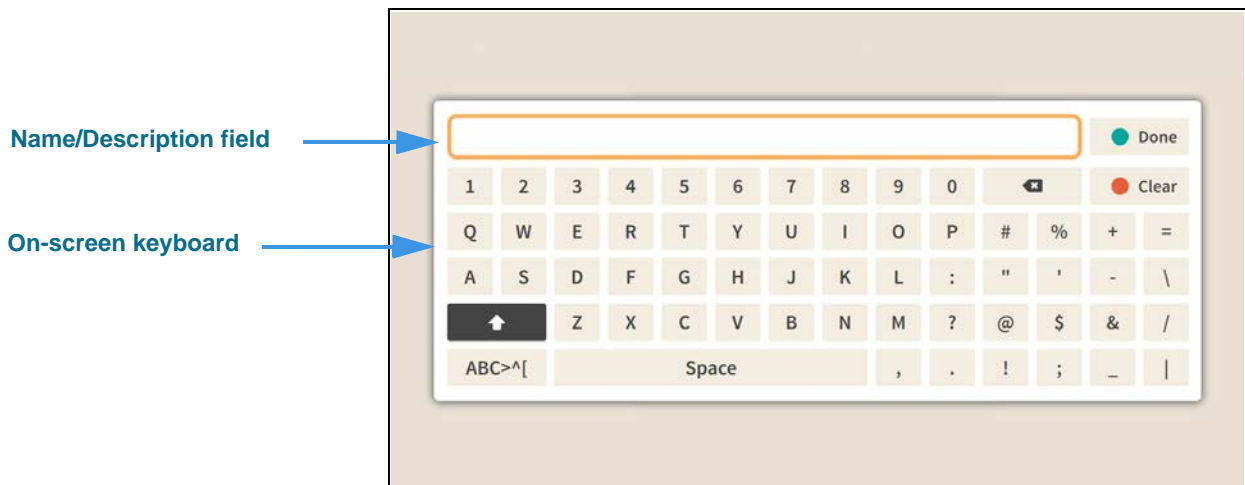 Name/Description field
Done
1 2 3 4 5 6 7 8 9 0 Clear
On-screen keyboard
Q W E R T Y U I O P # % + =
A S D F G H J K L : " ' - \
Z X C V B N M ? @ $ & /
ABC>^[ Space , . ! ; _ |